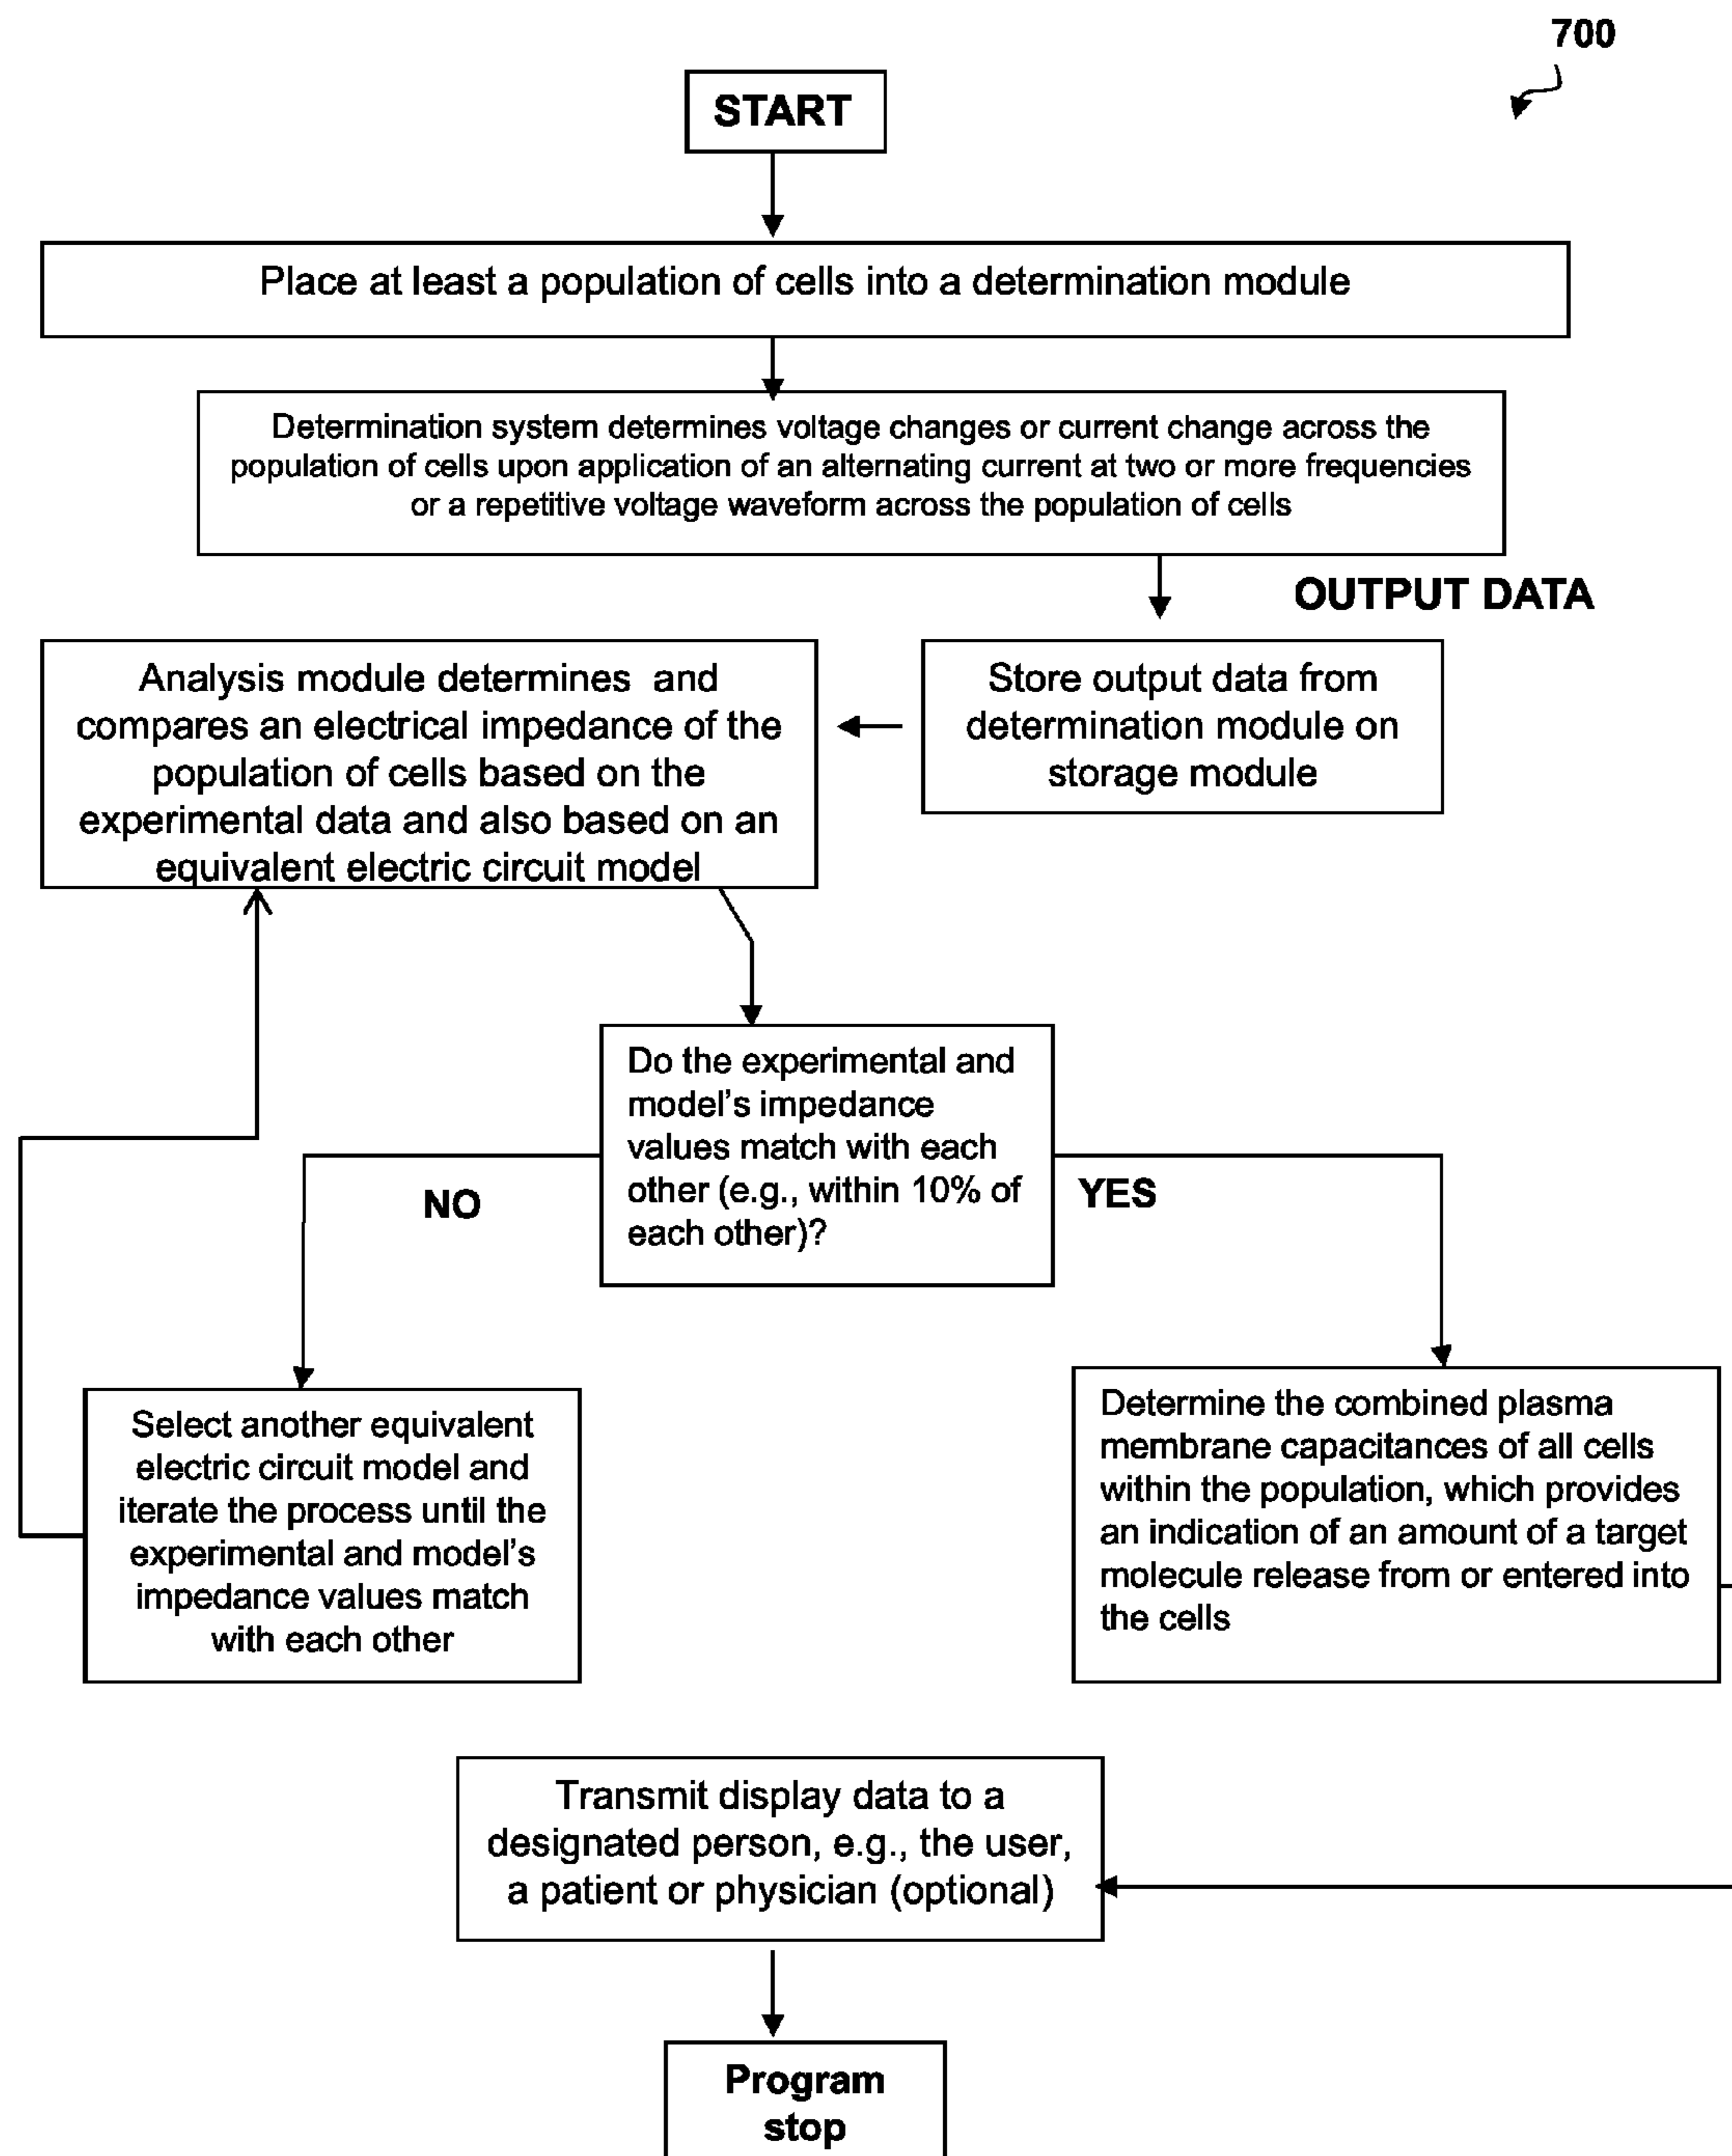 700
START
Place at least a population of cells into a determination module
Determination system determines voltage changes or current change across the
population of cells upon application of an alternating current at two or more frequencies
or a repetitive voltage waveform across the population of cells
OUTPUT DATA
Analysis module determines and
compares an electrical impedance of the
population of cells based on the
experimental data and also based on an
equivalent electric circuit model
Store output data from
determination module on
storage module
Do the experimental and
model's impedance
values match with each
other (e.g., within 10% of
each other)?
NO
YES
Select another equivalent
electric circuit model and
iterate the process until the
experimental and model's
impedance values match
with each other
Determine the combined plasma
membrane capacitances of all cells
within the population, which provides
an indication of an amount of a target
molecule release from or entered into
the cells
Transmit display data to a
designated person, e.g., the user,
a patient or physician (optional)
Program
stop